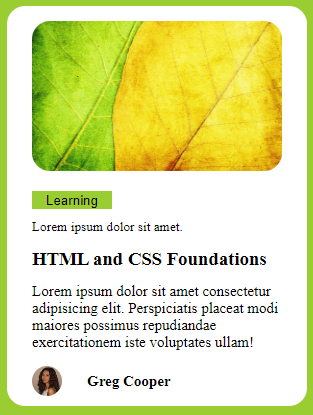 Learning
Lorem ipsum dolor sit amet.
HTML and CSS Foundations
Lorem ipsum dolor sit amet consectetur
adipisicing elit. Perspiciatis placeat modi
maiores possimus repudiandae
exercitationem iste voluptates ullam!
Greg Cooper